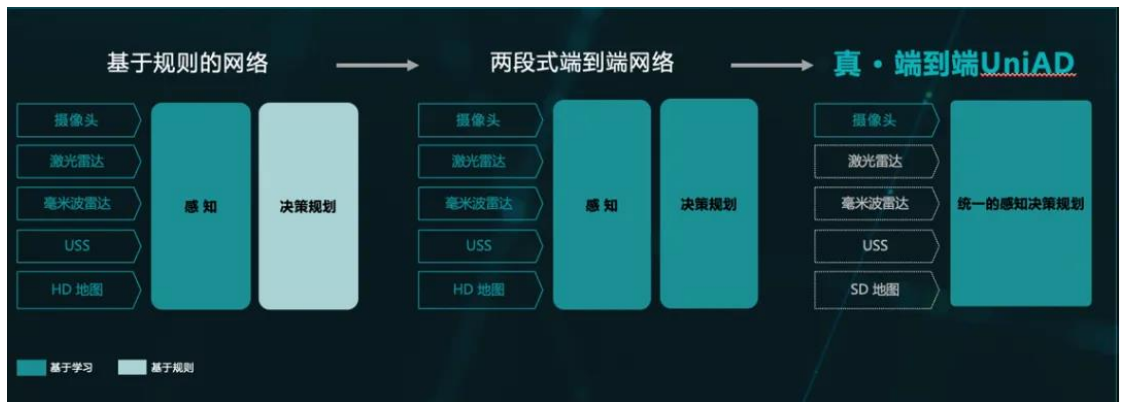 基于规则的网络
两段式端到端网络
真·端到端UniAD
摄像头
激光雷达
毫米波雷达
USS
HD 地图
感 知
决策规划
摄像头
激光雷达
毫米波雷达
USS
HD 地图
感 知
决策规划
摄像头
激光雷达
毫米波雷达
USS
SD 地图
统一的感知决策规划
基于学习
基于规则